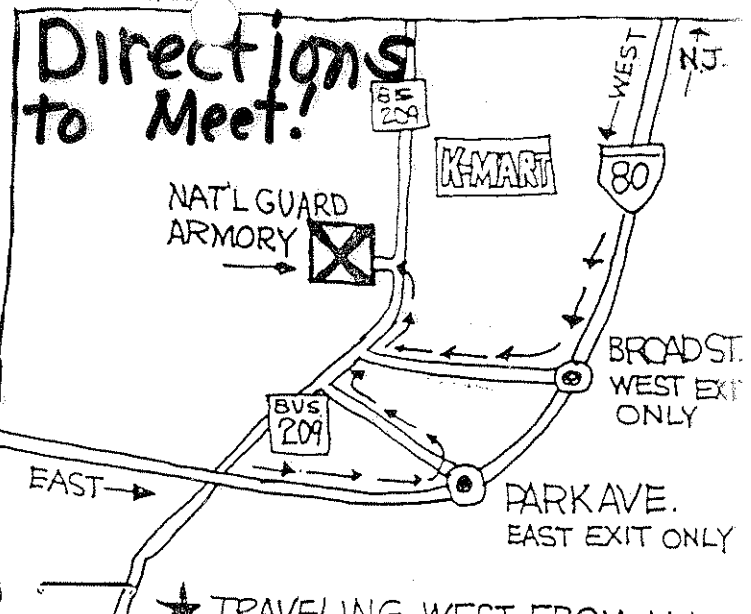 Directions
to Meet!
BUS
209
WEST
N.J.
K-MART
80
NAT'L GUARD
ARMORY
BROAD ST.
WEST EXI
ONLY
BUS
209
EAST
PARK AVE.
EAST EXIT ONLY
★ TRAVELING WEST FROM